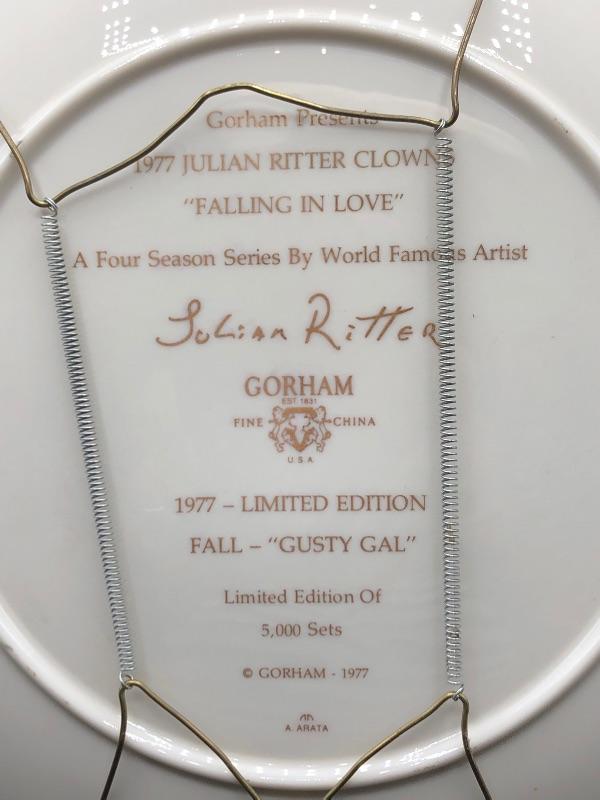 Gorham Presents
1977 JULIAN RITTER CLOWNS
“FALLING IN LOVE”
A Four Season Series By World Famous Artist
Julian Ritter
GORHAM
EST. 1831
FINE CHINA
U.S.A.
1977 – LIMITED EDITION
FALL – “GUSTY GAL”
Limited Edition Of
5,000 Sets
© GORHAM - 1977
A. ARATA